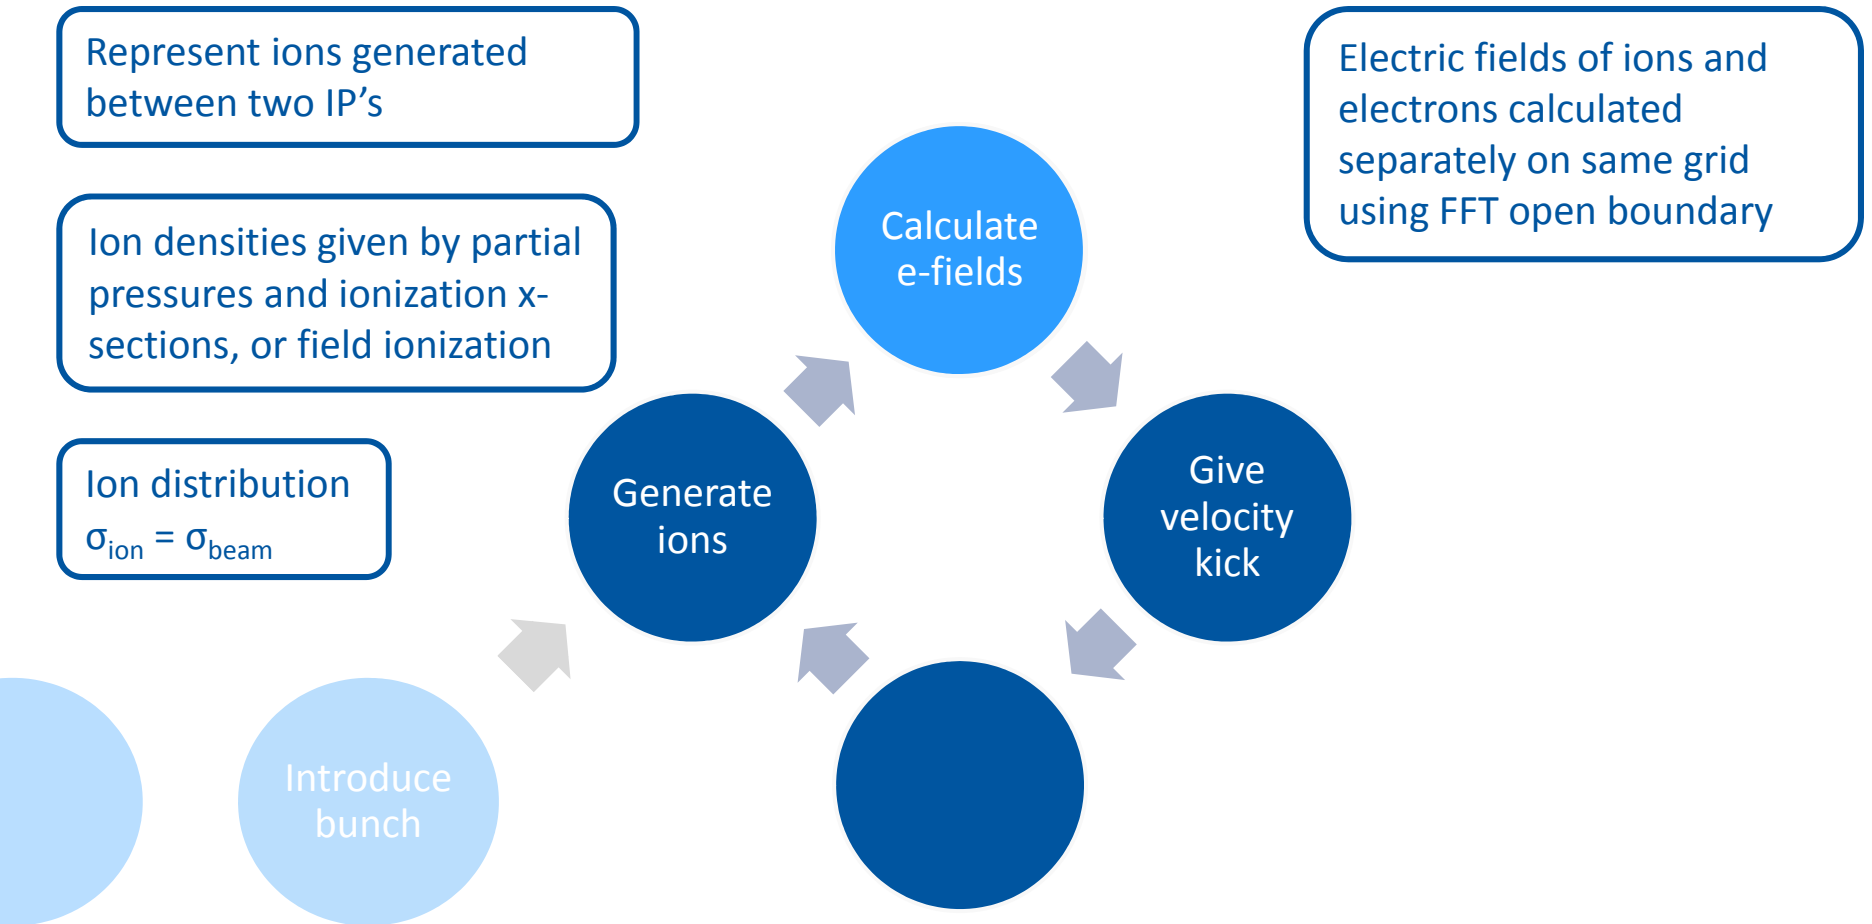 Represent ions generated
between two IP’s
Ion densities given by partial
pressures and ionization x-
sections, or field ionization
Ion distribution
σion = σbeam
Electric fields of ions and
electrons calculated
separately on same grid
using FFT open boundary
Calculate
e-fields
Generate
ions
Give
velocity
kick
Introduce
bunch